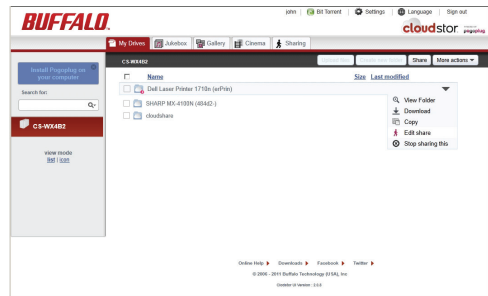 BUFFALO
john Bit Torrent Settings Language Sign out
cloudstor pogoplug
My Drives Jukebox Gallery Cinema Sharing
CS-WX4B2
Share More actions
Install Pogoplug on
your computer
Name Size Last modified
Dell Laser Printer 1710n (erPrin)
Search for:
SHARP MX-4100N (484d2-)
cloudshare
View Folder
Download
Copy
Edit share
Stop sharing this
CS-WX4B2
view mode
list | icon
Online Help Downloads Facebook Twitter
© 2006 - 2011 Buffalo Technology (USA), Inc